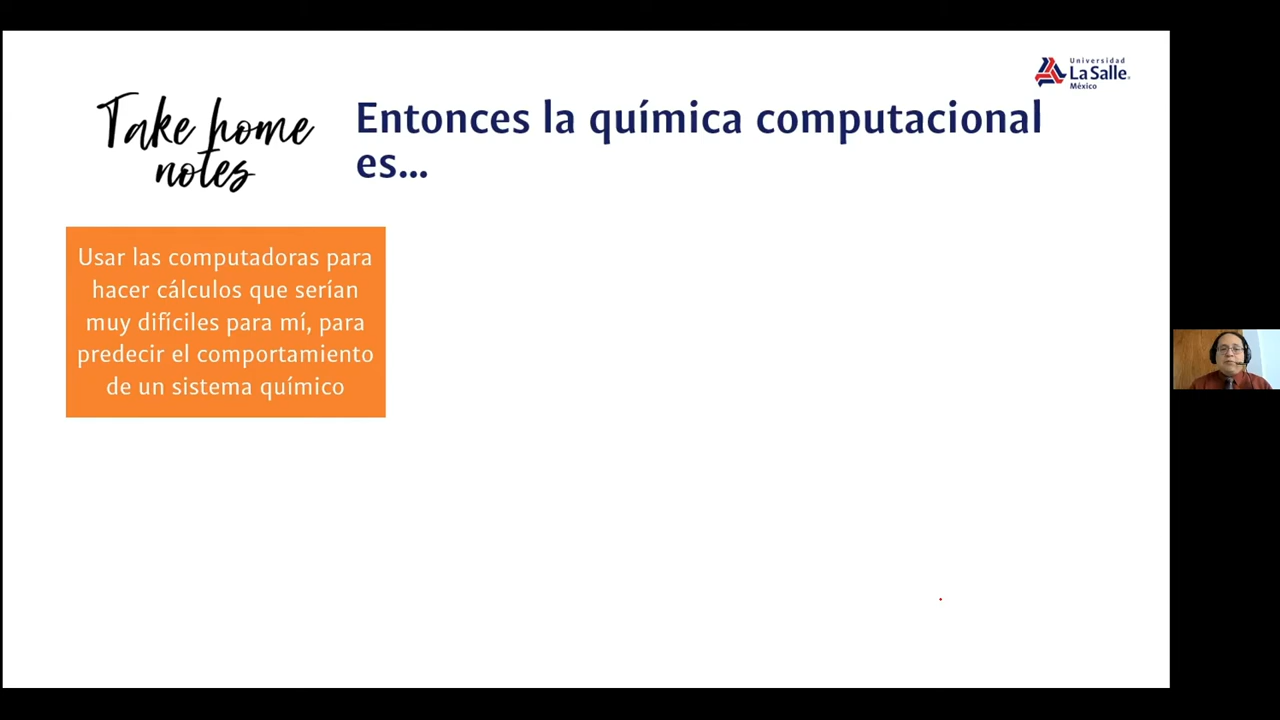 Universidad
La Salle®
México
Take home
notes
Entonces la química computacional
es...
Usar las computadoras para
hacer cálculos que serían
muy difíciles para mí, para
predecir el comportamiento
de un sistema químico